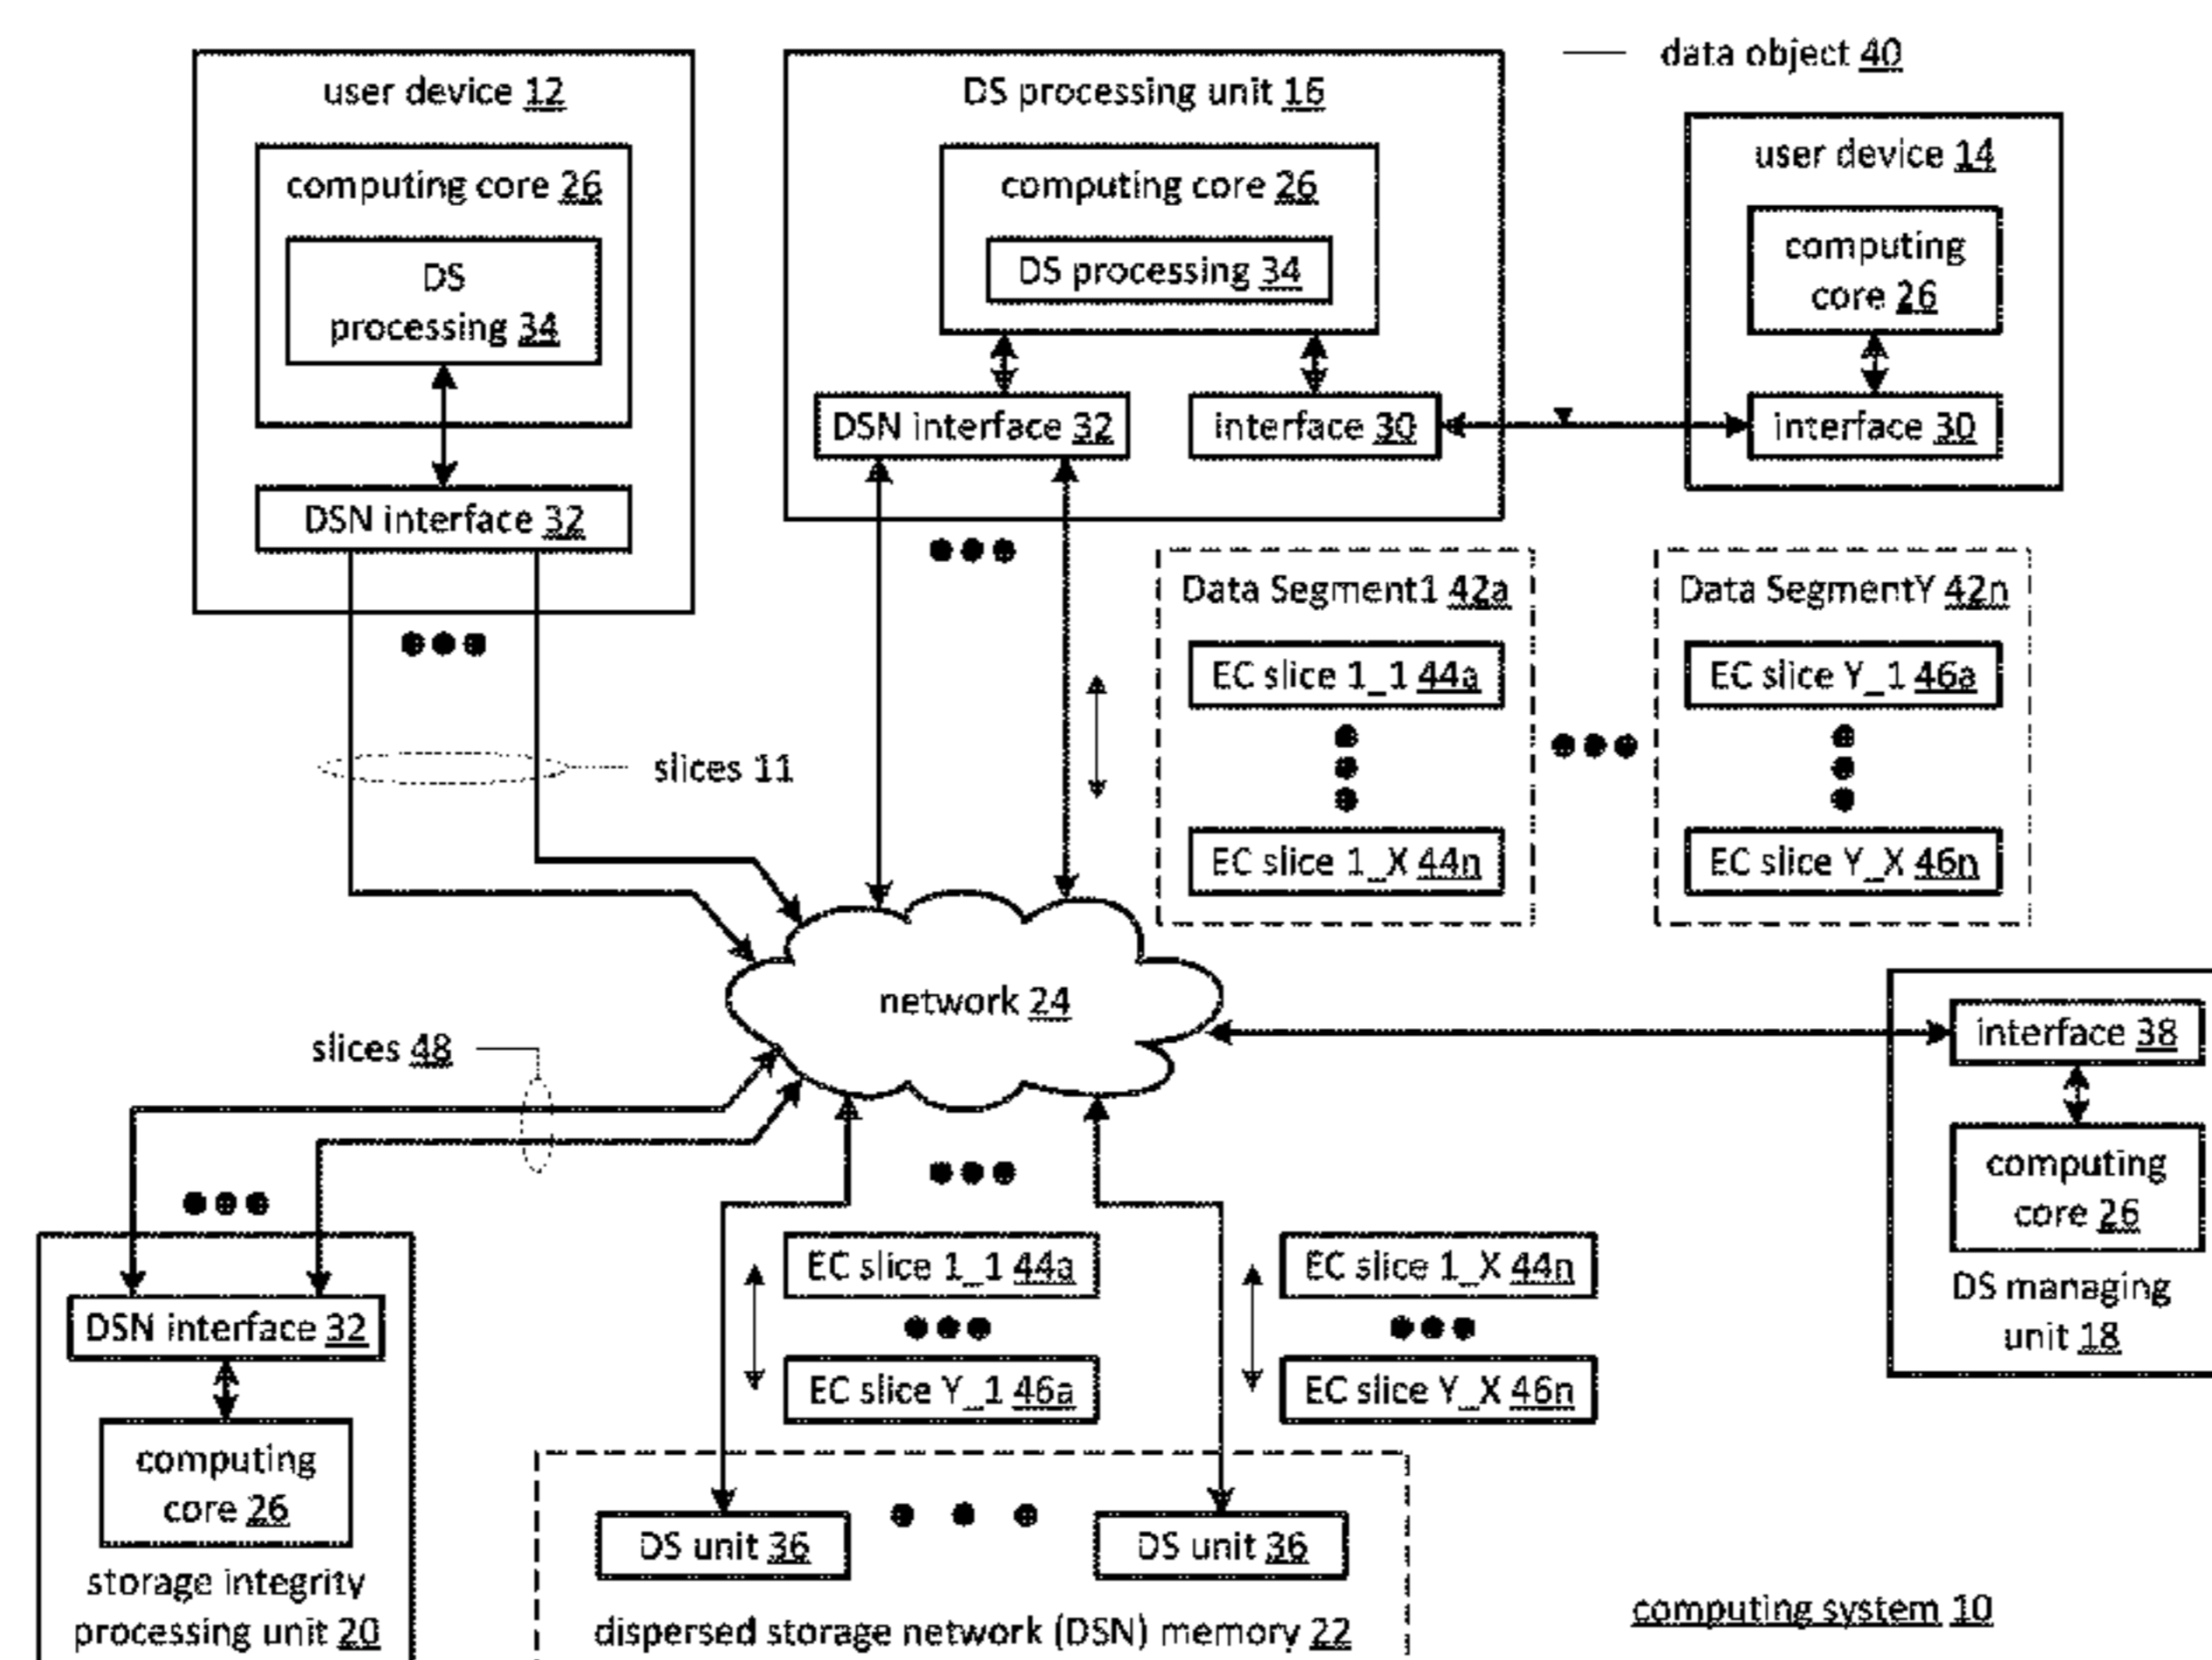 data object 40
user device 12
computing core 26
DS
processing 34
DSN interface 32
DS processing unit 16
computing core 26
DS processing 34
DSN interface 32
interface 30
user device 14
computing
core 26
interface 30
Data Segment1 42a
EC slice 1_1 44a
EC slice 1_X 44n
Data SegmentY 42n
EC slice Y_1 46a
EC slice Y_X 46n
slices 11
network 24
slices 48
interface 38
computing
core 26
DS managing
unit 18
DSN interface 32
computing
core 26
storage integrity
processing unit 20
EC slice 1_1 44a
EC slice Y_1 46a
EC slice 1_X 44n
EC slice Y_X 46n
DS unit 36
DS unit 36
dispersed storage network (DSN) memory 22
computing system 10